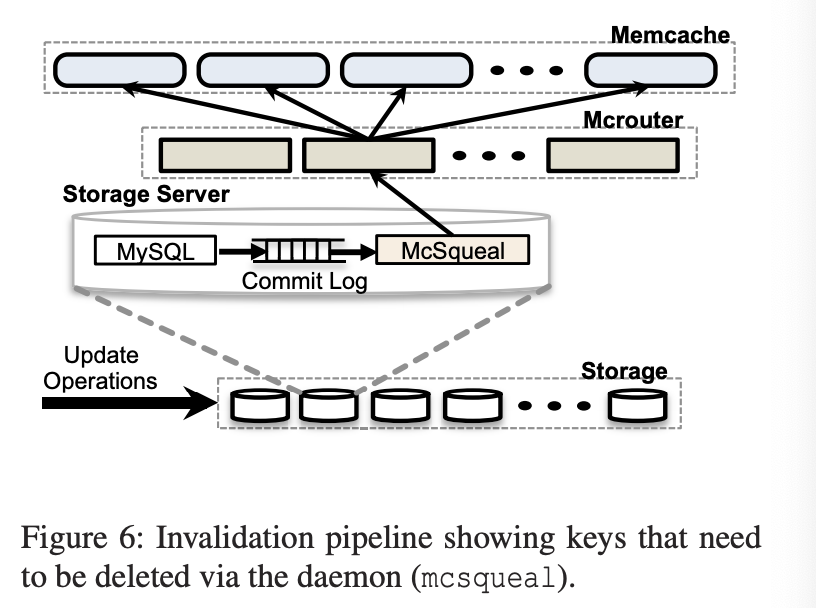 Memcache
Mcrouter
Storage Server
MySQL
McSqueal
Commit Log
Update
Operations
Storage
Figure 6: Invalidation pipeline showing keys that need
to be deleted via the daemon (mcsqueal).